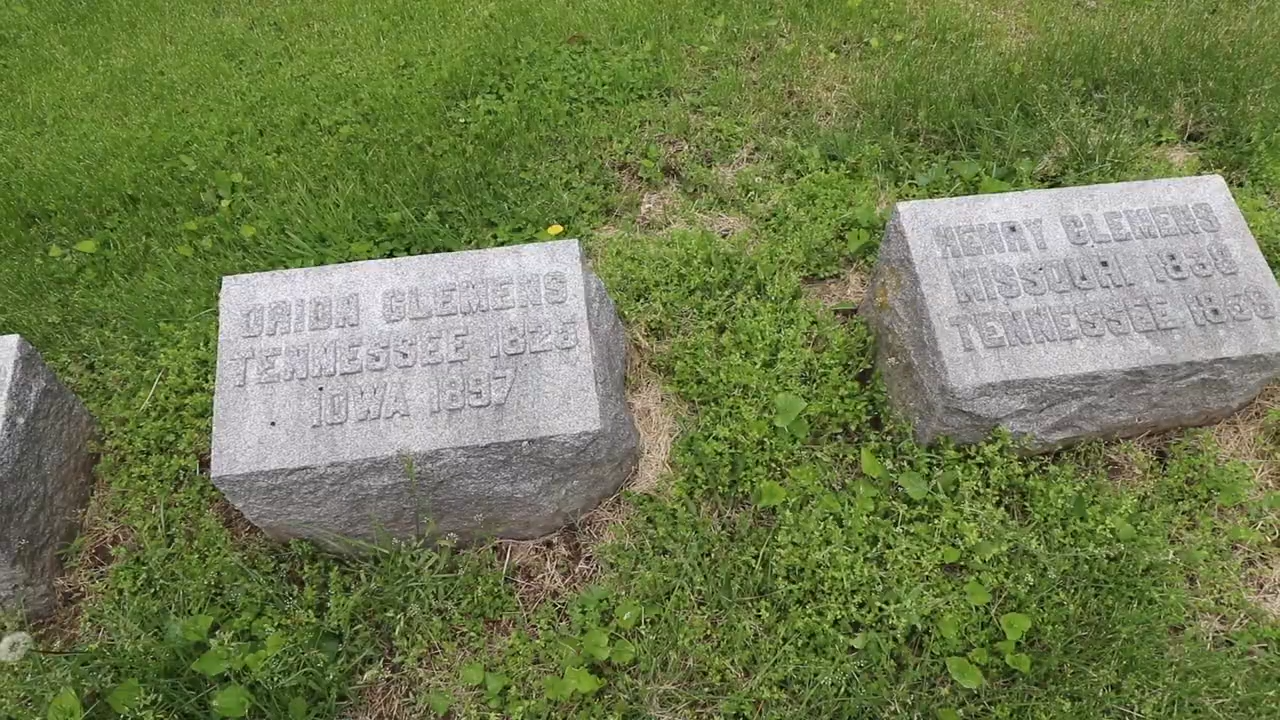 ORION CLEMENS
TENNESSEE 1825
IOWA 1897
HENRY CLEMENS
MISSOURI 1838
TENNESSEE 1858